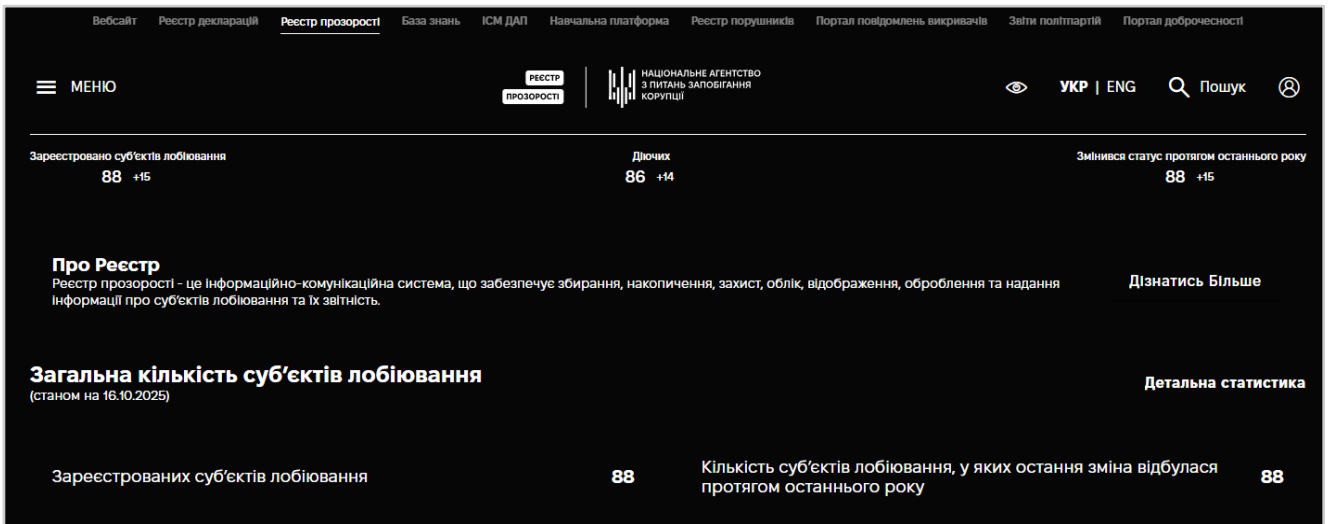 Вебсайт Реєстр декларацій Реєстр прозорості База знань ІСМ ДАП Навчальна платформа Реєстр порушників Портал повідомлень викривачів Звіти політпартій Портал доброчесності
МЕНЮ
РЕЄСТР
ПРОЗОРОСТІ
НАЦІОНАЛЬНЕ АГЕНТСТВО
З ПИТАНЬ ЗАПОБІГАННЯ
КОРУПЦІЇ
УКР | ENG Пошук
Зареєстровано суб’єктів лобіювання
88 +15
Діючих
86 +14
Змінився статус протягом останнього року
88 +15
Про Реєстр
Реєстр прозорості - це інформаційно-комунікаційна система, що забезпечує збирання, накопичення, захист, облік, відображення, оброблення та надання
інформації про суб’єктів лобіювання та їх звітність.
Дізнатись Більше
Загальна кількість суб’єктів лобіювання
(станом на 16.10.2025)
Детальна статистика
Зареєстрованих суб’єктів лобіювання 88
Кількість суб’єктів лобіювання, у яких остання зміна відбулася
протягом останнього року
88